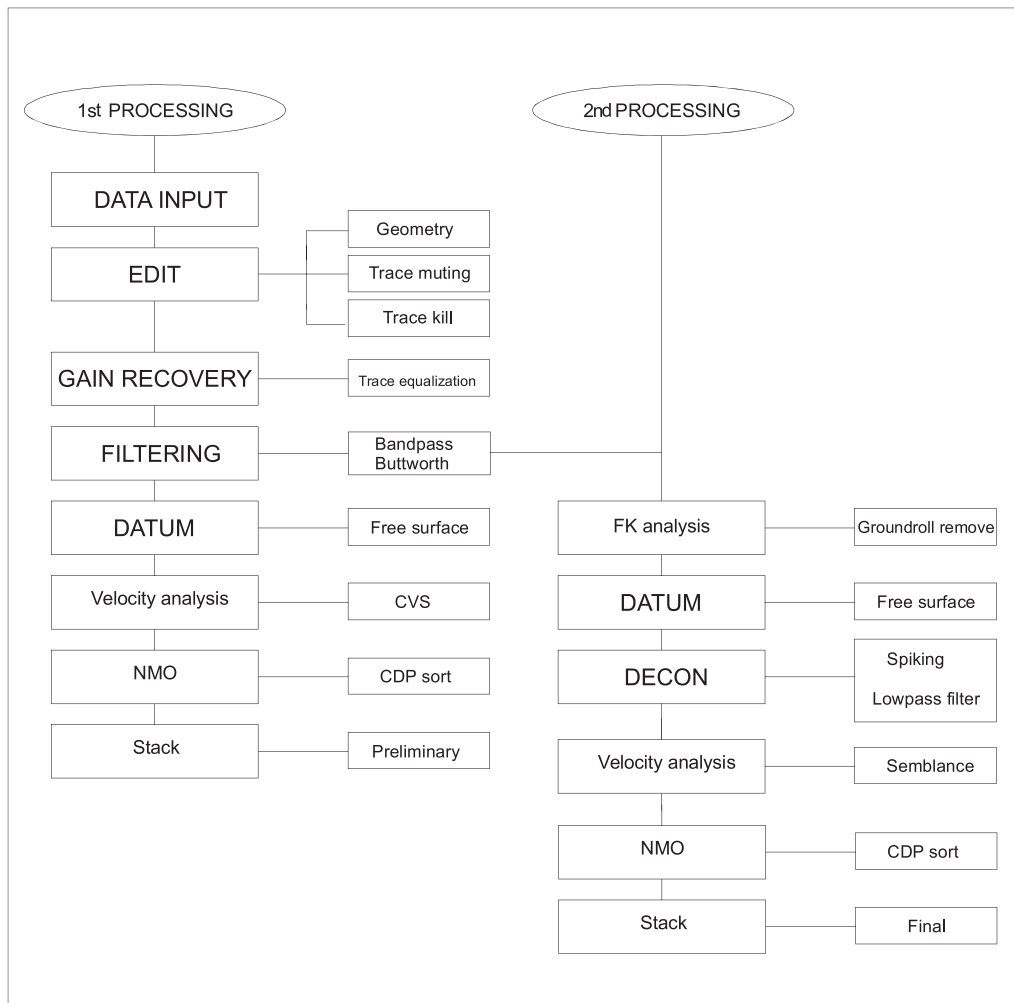 1st PROCESSING
DATA INPUT
EDIT
Geometry
Trace muting
Trace kill
GAIN RECOVERY
Trace equalization
FILTERING
Bandpass
Buttworth
DATUM
Free surface
Velocity analysis
CVS
NMO
CDP sort
Stack
Preliminary
2nd PROCESSING
FK analysis
Groundroll remove
DATUM
Free surface
DECON
Spiking
Lowpass filter
Velocity analysis
Semblance
NMO
CDP sort
Stack
Final